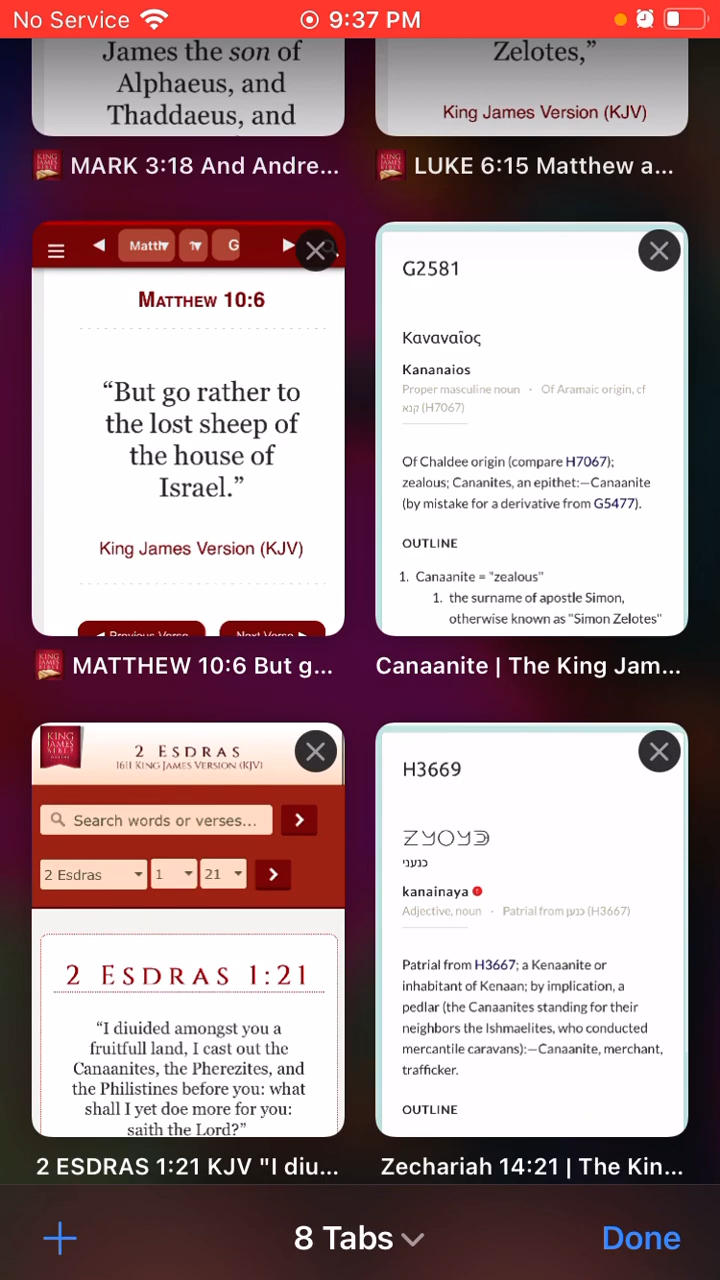 No Service 9:37 PM
James the son of
Alphaeus, and
Thaddaeus, and
Zelotes,”
King James Version (KJV)
MARK 3:18 And Andre...
LUKE 6:15 Matthew a...
Matth 1 G
MATTHEW 10:6
“But go rather to
the lost sheep of
the house of
Israel.”
King James Version (KJV)
◀ Previous Verse Next Verse ▶
MATTHEW 10:6 But g...
G2581
Καναναῖος
Kananaios
Proper masculine noun · Of Aramaic origin, cf
קנא (H7067)
Of Chaldee origin (compare H7067);
zealous; Cananites, an epithet:—Canaanite
(by mistake for a derivative from G5477).
OUTLINE
1. Canaanite = "zealous"
1. the surname of apostle Simon,
otherwise known as "Simon Zelotes"
Canaanite | The King Jam...
KING
JAMES
BIBLE
2 ESDRAS
1611 KING JAMES VERSION (KJV)
Search words or verses...
2 Esdras 1 21
2 ESDRAS 1:21
“I diuided amongst you a
fruitfull land, I cast out the
Canaanites, the Pherezites, and
the Philistines before you: what
shall I yet doe more for you:
saith the Lord?”
2 ESDRAS 1:21 KJV "I diu...
H3669
כנעני
kanainaya
Adjective, noun · Patrial from כנען (H3667)
Patrial from H3667; a Kenaanite or
inhabitant of Kenaan; by implication, a
pedlar (the Canaanites standing for their
neighbors the Ishmaelites, who conducted
mercantile caravans):—Canaanite, merchant,
trafficker.
OUTLINE
Zechariah 14:21 | The Kin...
8 Tabs
Done